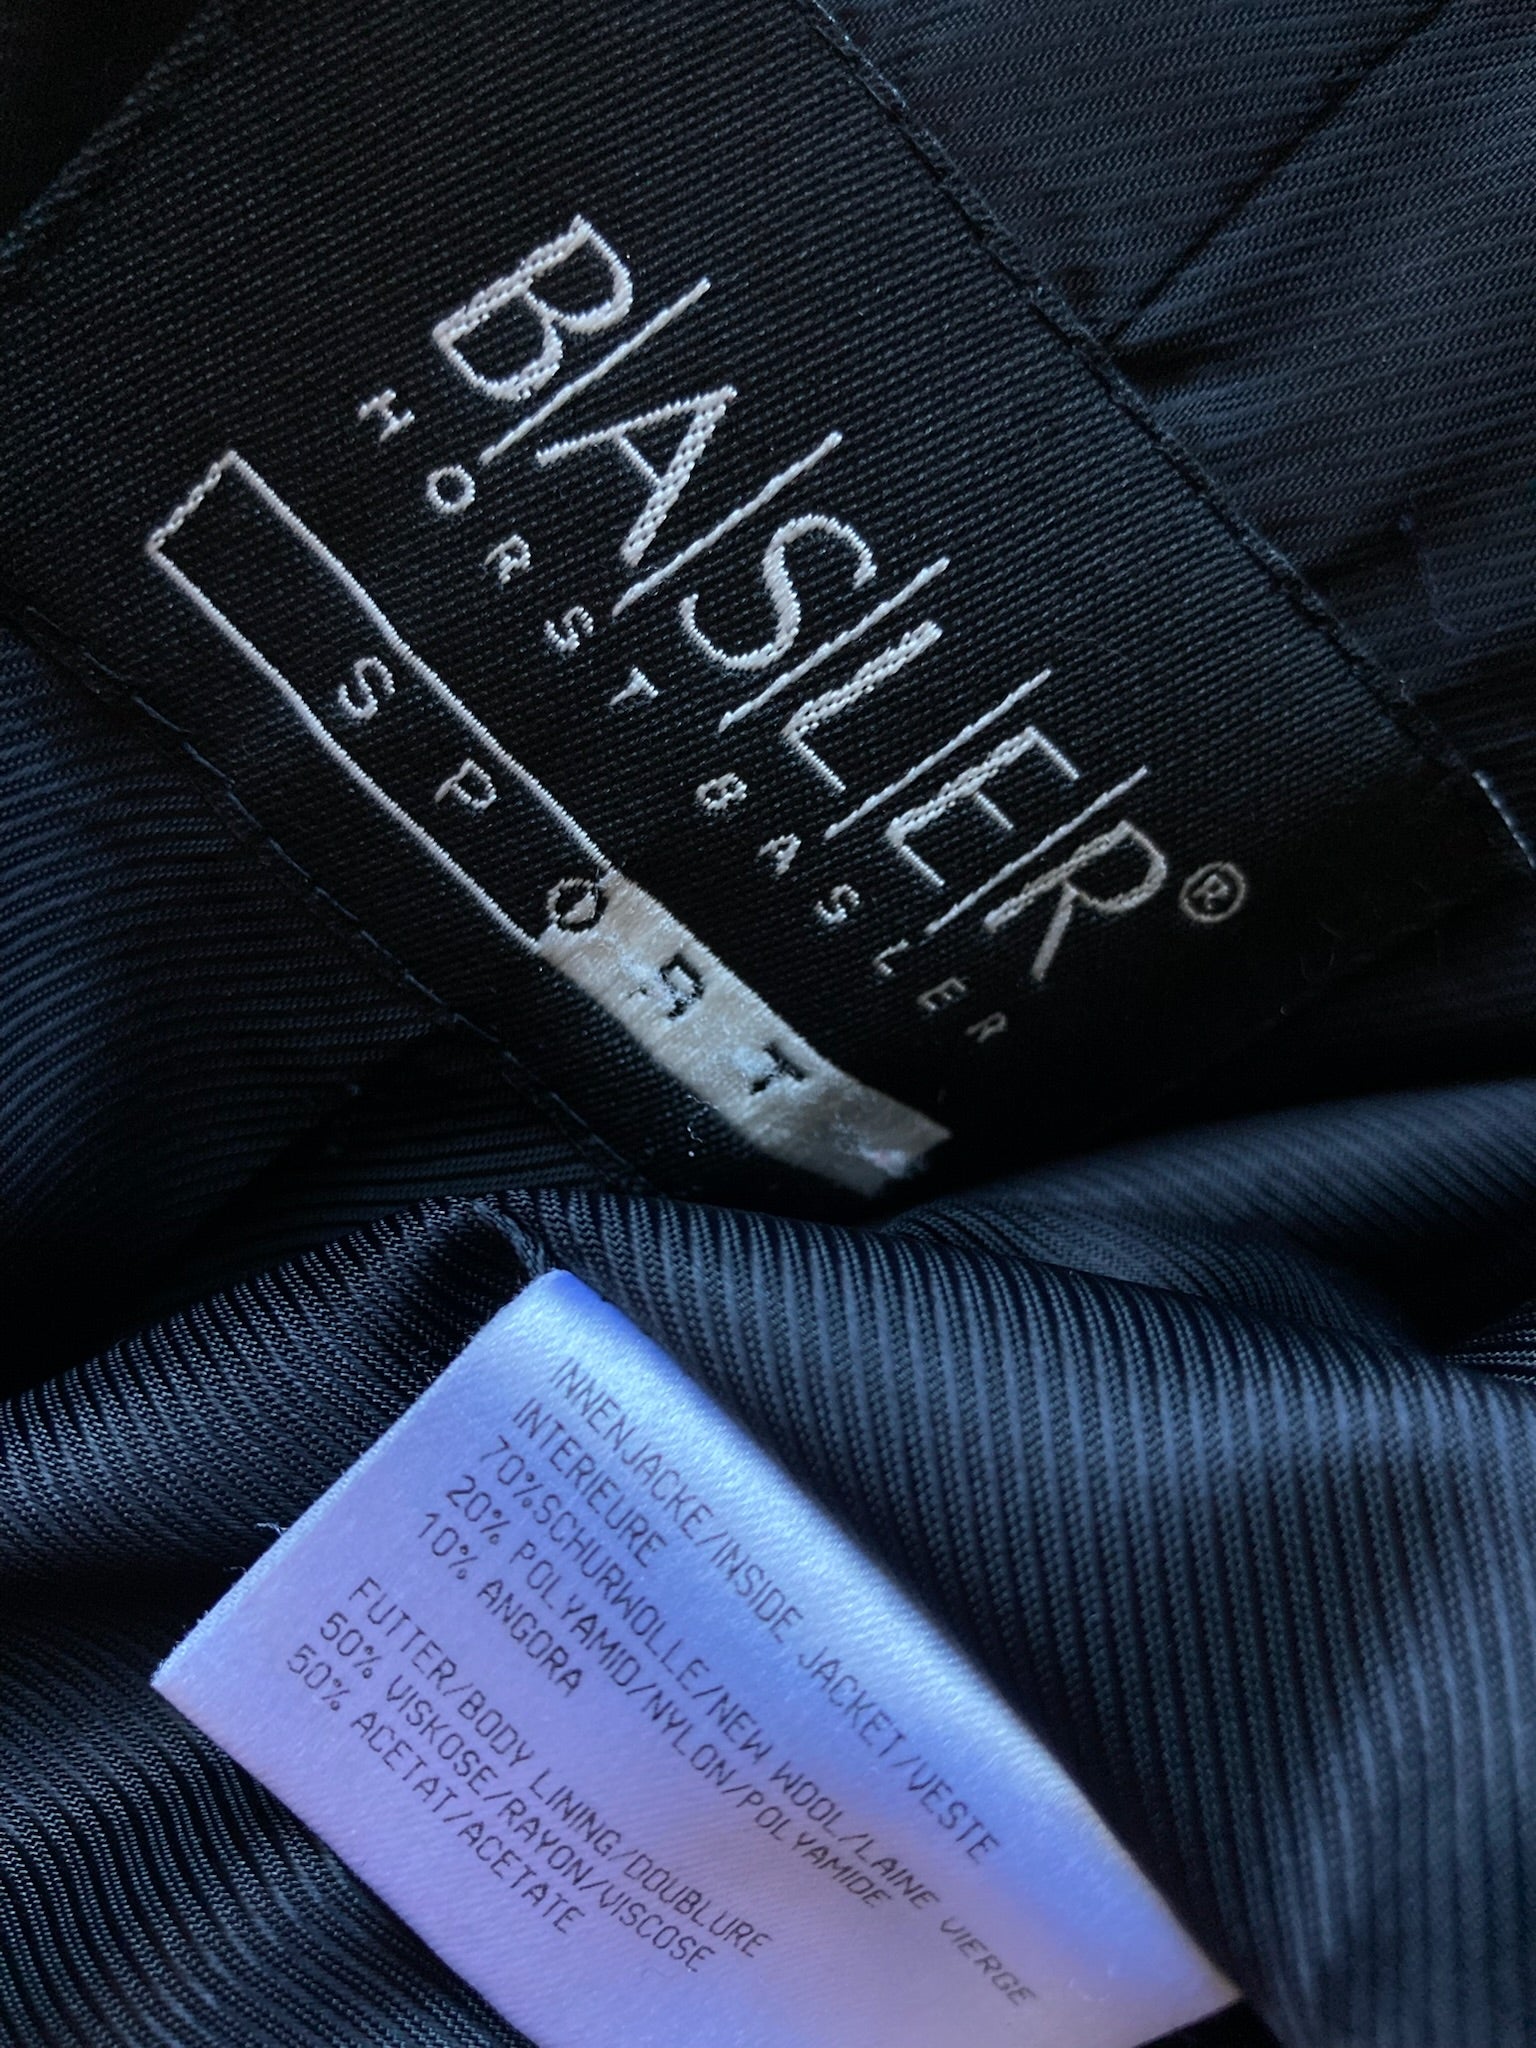 B/A/S/L/E/R®
HORST BASLER
SPORT
INNENJACKE/INSIDE JACKET/VESTE
INTERIEURE
70%SCHURWOLLE/NEW WOOL/LAINE VIERGE
20% POLYAMID/NYLON/POLYAMIDE
10% ANGORA
FUTTER/BODY LINING/DOUBLURE
50% VISKOSE/RAYON/VISCOSE
50% ACETAT/ACETATE